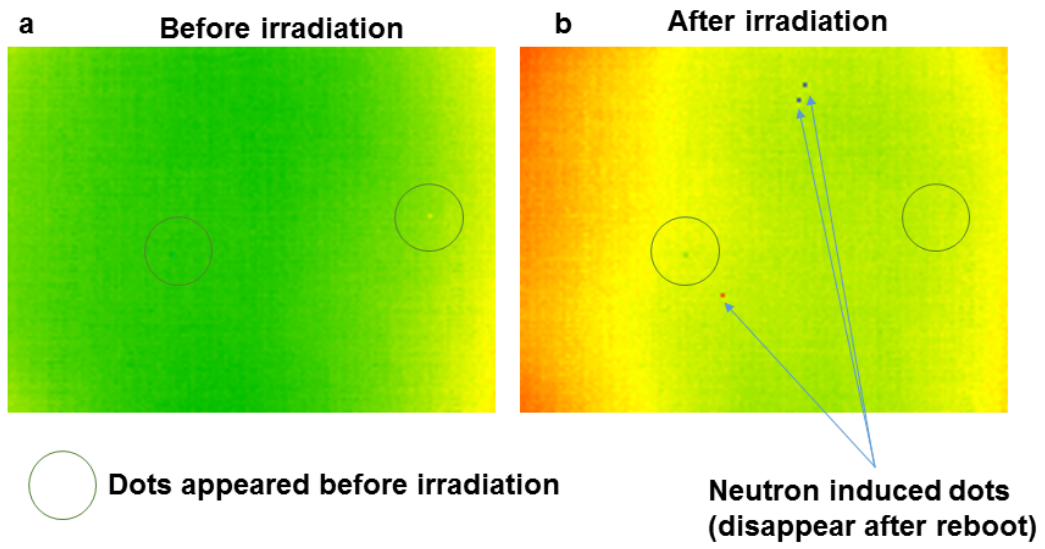 a
Before irradiation
b
After irradiation
Dots appeared before irradiation
Neutron induced dots
(disappear after reboot)